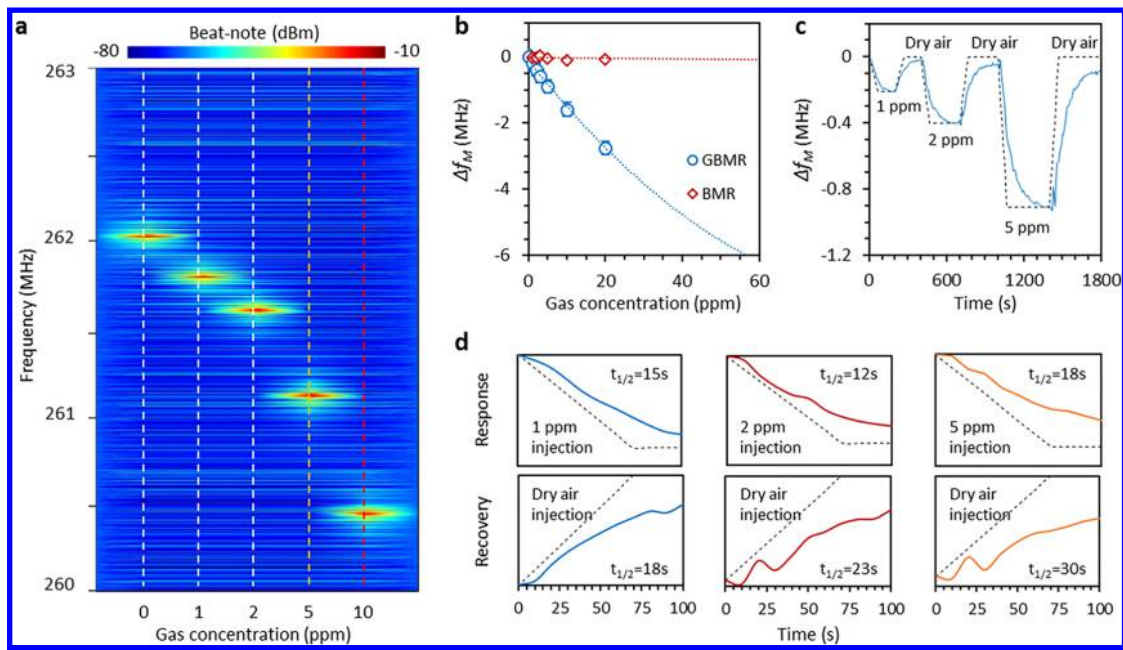 a
Beat-note (dBm)
-80
-10
263
262
261
260
Frequency (MHz)
0 1 2 5 10
Gas concentration (ppm)
b
0
-2
-4
-6
Δf_M (MHz)
GBMR
BMR
0 20 40 60
Gas concentration (ppm)
c
0
-0.4
-0.8
-1.2
Δf_M (MHz)
Dry air Dry air Dry air
1 ppm
2 ppm
5 ppm
0 600 1200 1800
Time (s)
d
Response
t1/2=15s
1 ppm
injection
t1/2=12s
2 ppm
injection
t1/2=18s
5 ppm
injection
Recovery
Dry air
injection
t1/2=18s
Dry air
injection
t1/2=23s
Dry air
injection
t1/2=30s
0 25 50 75 100
0 25 50 75 100
0 25 50 75 100
Time (s)